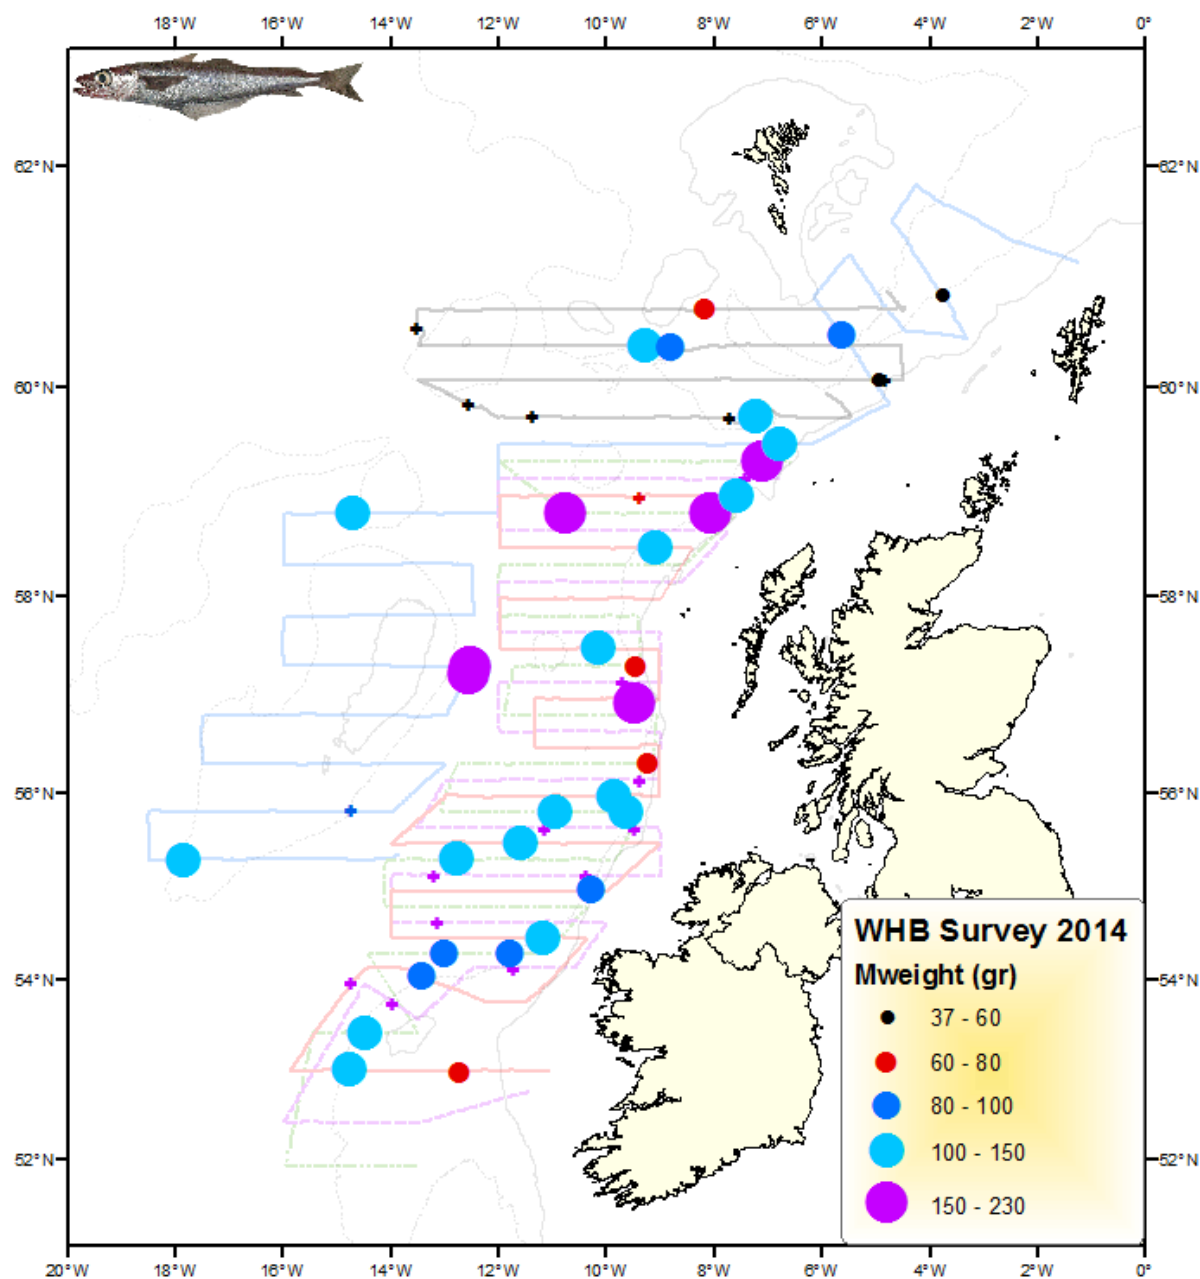 18°W 16°W 14°W 12°W 10°W 8°W 6°W 4°W 2°W 0°
62°N 62°N
60°N 60°N
58°N 58°N
56°N 56°N
WHB Survey 2014
Mweight (gr)
54°N 54°N
37 - 60
60 - 80
80 - 100
100 - 150
52°N 52°N
150 - 230
20°W 18°W 16°W 14°W 12°W 10°W 8°W 6°W 4°W 2°W 0°